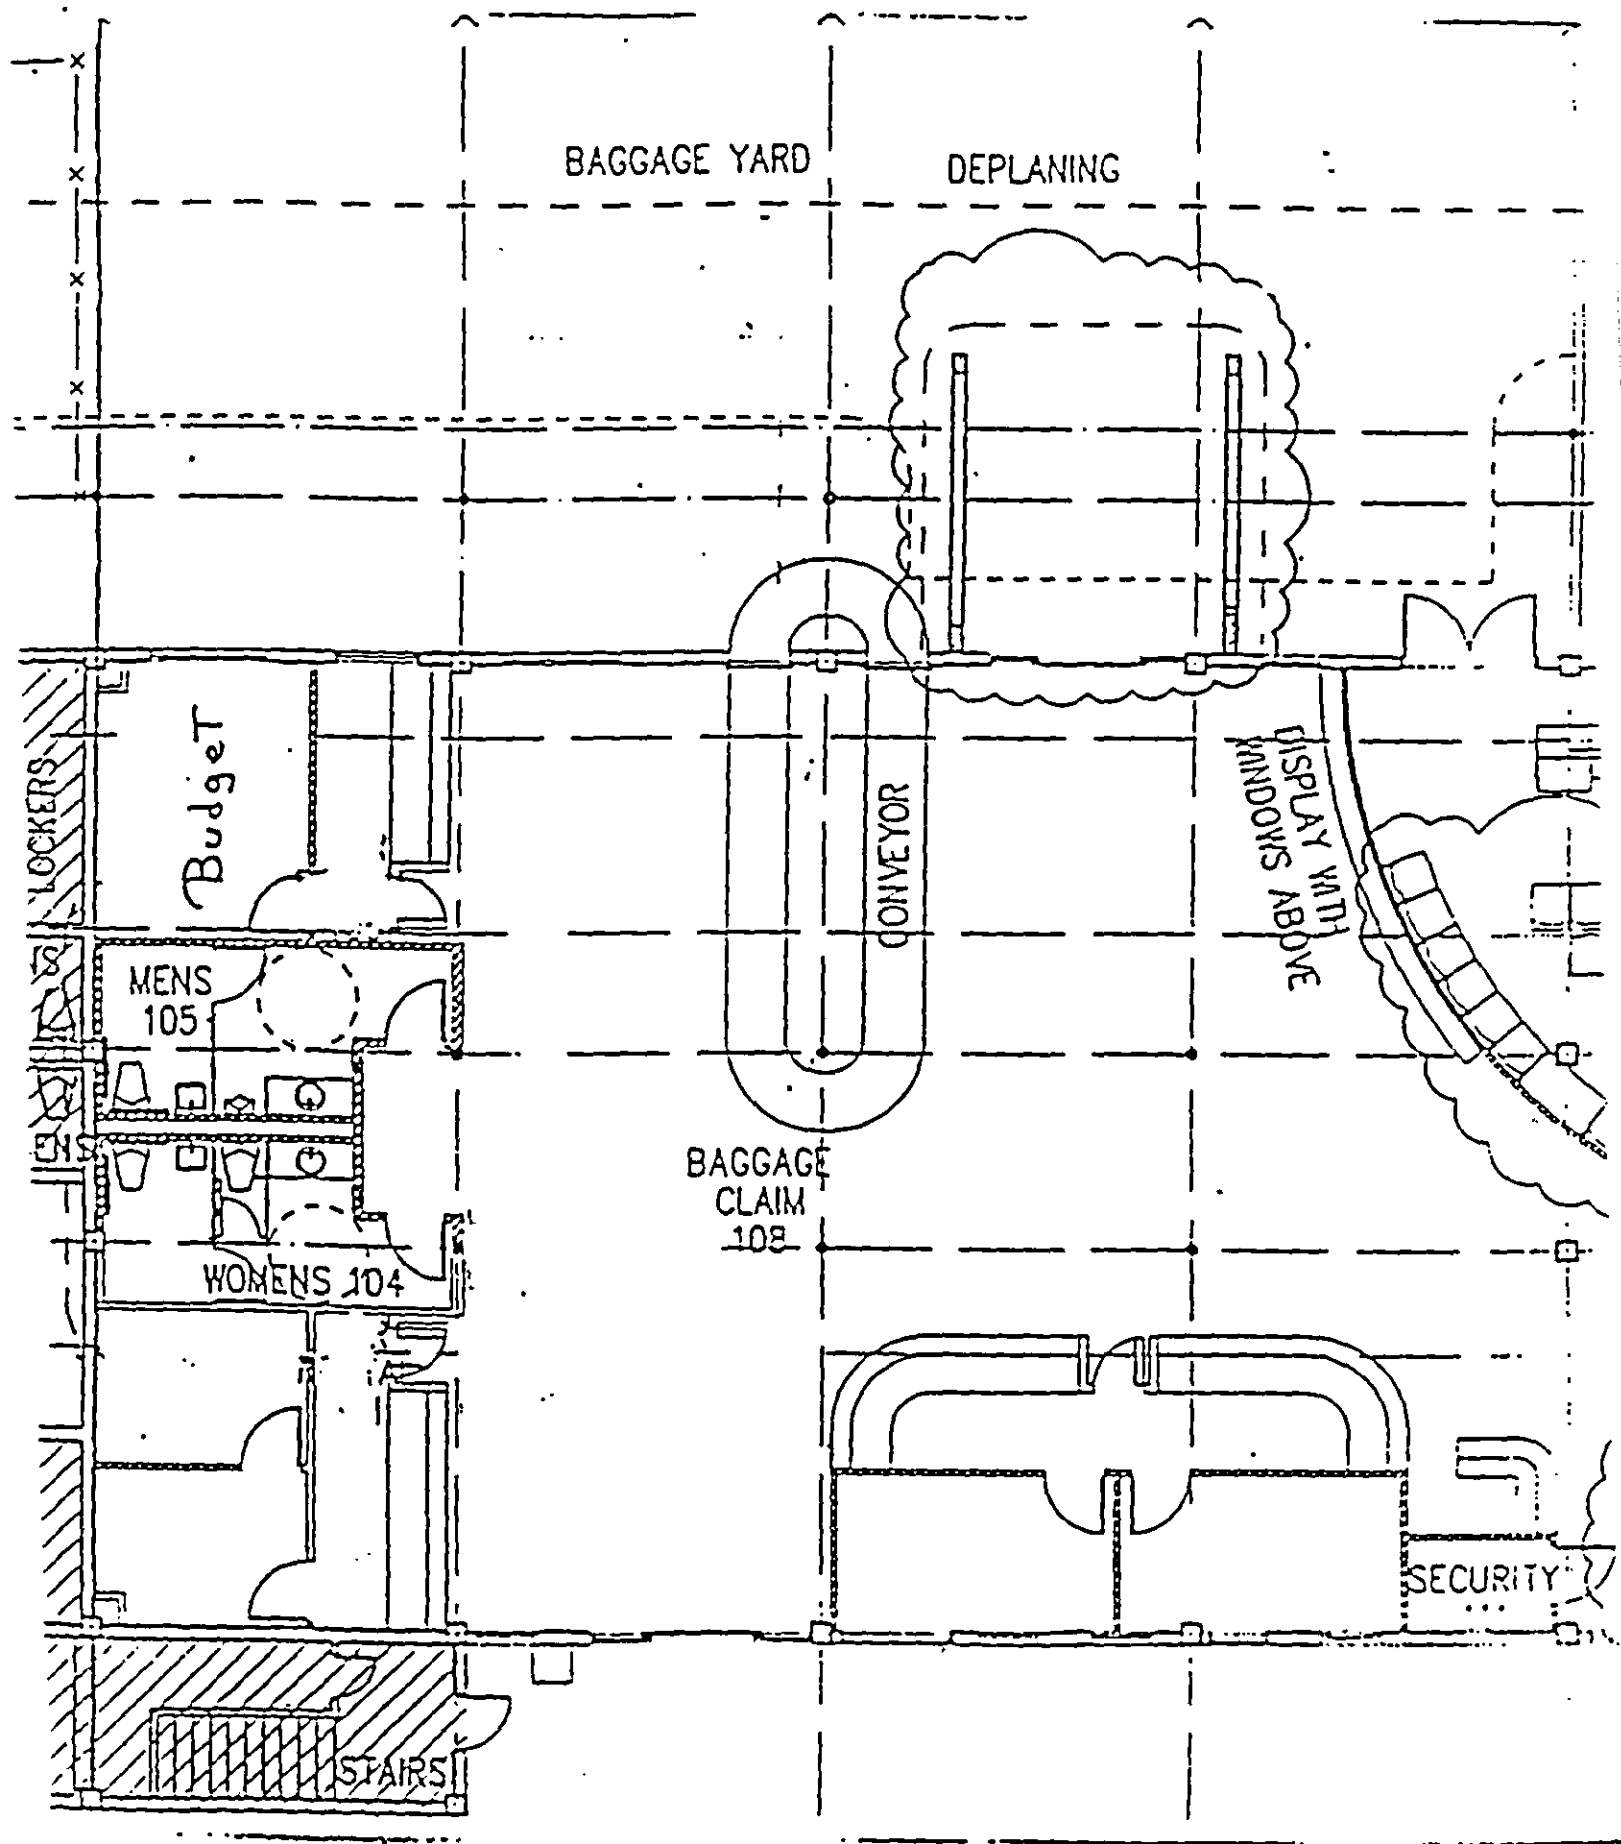 BAGGAGE YARD
DEPLANING
LOCKERS
BudgeT
CONVEYOR
DISPLAY WITH
WINDOWS ABOVE
MENS
105
ENS
BAGGAGE
CLAIM
108
WOMENS 104
SECURITY
STAIRS